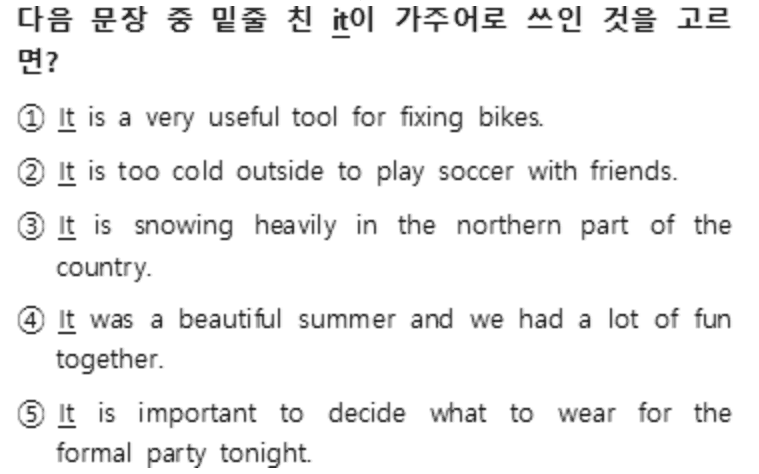 다음 문장 중 밑줄 친 it이 가주어로 쓰인 것을 고르
면?
① It is a very useful tool for fixing bikes.
② It is too cold outside to play soccer with friends.
③ It is snowing heavily in the northern part of the
country.
④ It was a beautiful summer and we had a lot of fun
together.
⑤ It is important to decide what to wear for the
formal party tonight.